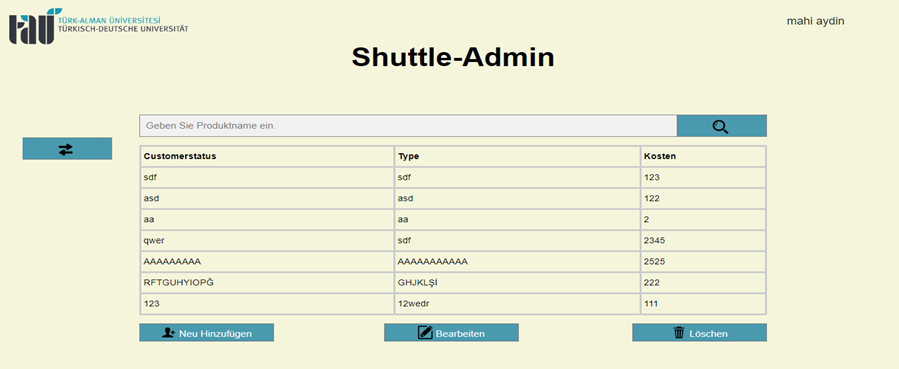 tau TÜRK-ALMAN ÜNİVERSİTESİ
TÜRKISCH-DEUTSCHE UNIVERSITÄT
mahi aydin
Shuttle-Admin
Geben Sie Produktname ein.
Customerstatus Type Kosten
sdf sdf 123
asd asd 122
aa aa 2
qwer sdf 2345
AAAAAAAAA AAAAAAAAAAA 2525
RFTGUHYIOPĞ GHJKLŞİ 222
123 12wedr 111
Neu Hinzufügen Bearbeiten Löschen